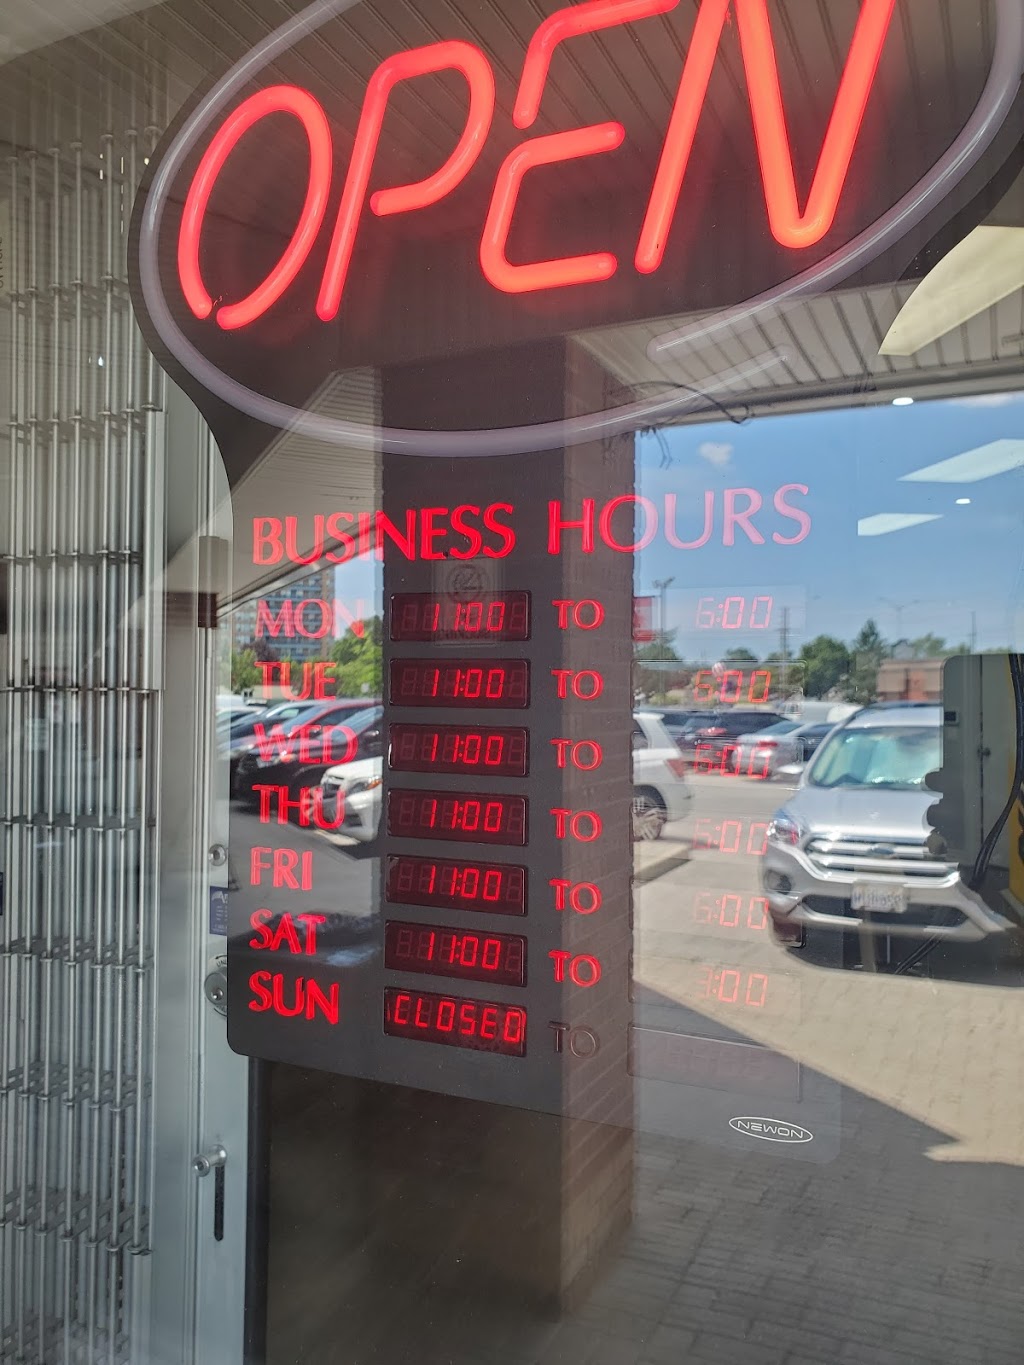 OPEN
BUSINESS HOURS
MON 11:00 TO 6:00
TUE 11:00 TO 6:00
WED 11:00 TO 6:00
THU 11:00 TO 6:00
FRI 11:00 TO 6:00
SAT 11:00 TO 3:00
SUN CLOSED TO
NEWON